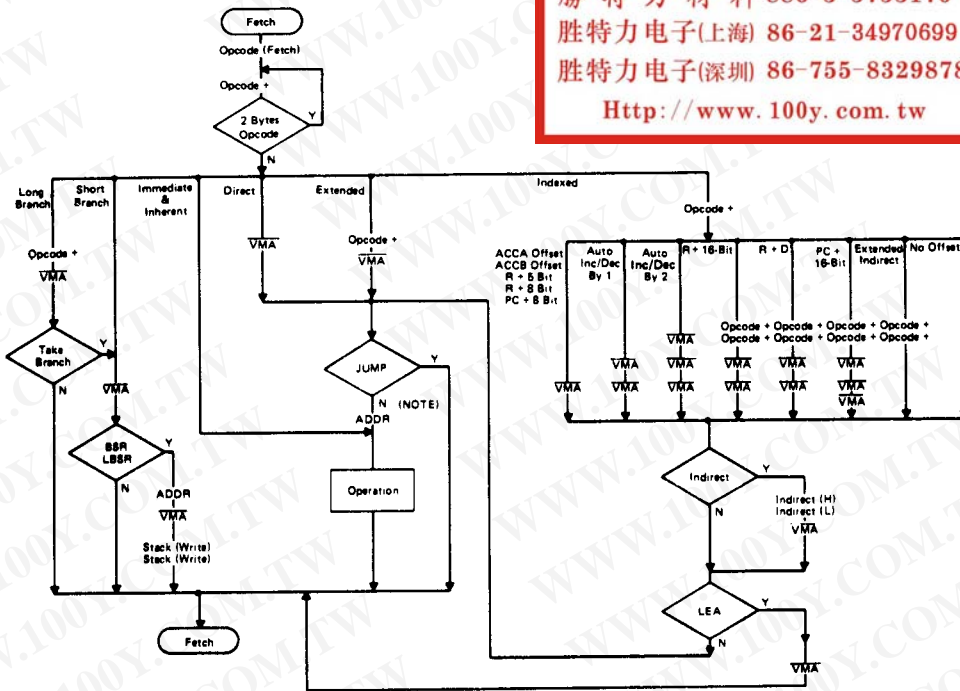 胜特力电子(上海) 86-21-34970699
胜特力电子(深圳) 86-755-8329878
Http://www.100y.com.tw
Fetch
Opcode (Fetch)
Opcode +
2 Bytes
Opcode
Y
N
Long
Branch
Short
Branch
Immediate
&
Inherent
Direct
Extended
Indexed
Opcode +
VMA
Take
Branch
Y
N
VMA
BSR
LBSR
Y
N
ADDR
VMA
Stack (Write)
Stack (Write)
Fetch
VMA
Opcode +
VMA
JUMP
Y
N
(NOTE)
ADDR
Operation
Opcode +
ACCA Offset
ACCB Offset
R + 5 Bit
R + 8 Bit
PC + 8 Bit
VMA
Auto
Inc/Dec
By 1
VMA
VMA
Auto
Inc/Dec
By 2
VMA
VMA
VMA
R + 16-Bit
Opcode +
Opcode +
VMA
VMA
R + D
Opcode +
Opcode +
VMA
VMA
PC +
16-Bit
Opcode +
Opcode +
VMA
VMA
VMA
Extended
Indirect
Opcode +
Opcode +
No Offset
Indirect
Y
N
Indirect (H)
Indirect (L)
VMA
LEA
Y
N
VMA
WWW.100Y.COM.TW